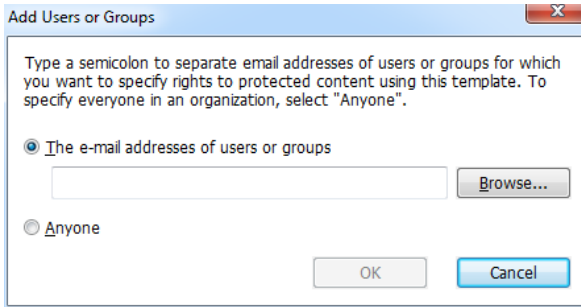 Add Users or Groups
Type a semicolon to separate email addresses of users or groups for which
you want to specify rights to protected content using this template. To
specify everyone in an organization, select "Anyone".
The e-mail addresses of users or groups
Browse...
Anyone
OK
Cancel